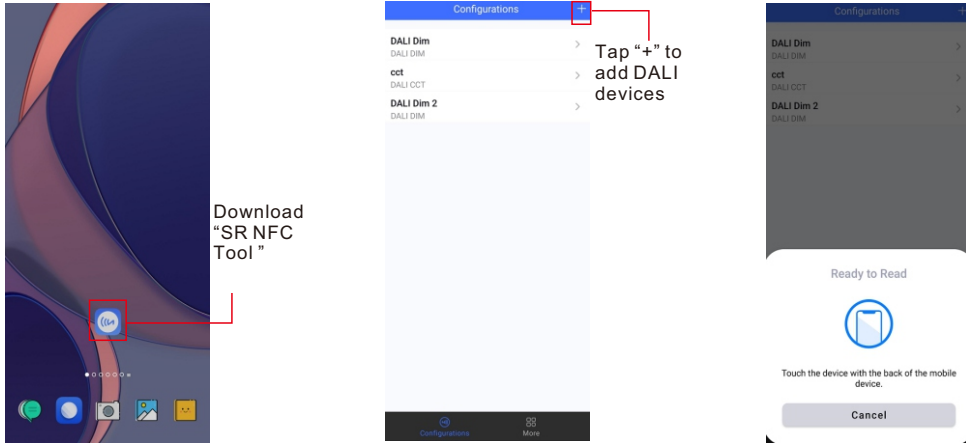 Download
“SR NFC
Tool ”
Configurations +
DALI Dim
DALI DIM
cct
DALI CCT
DALI Dim 2
DALI DIM
Configurations
More
Tap “+” to
add DALI
devices
Configurations +
DALI Dim
DALI DIM
cct
DALI CCT
DALI Dim 2
DALI DIM
Ready to Read
Touch the device with the back of the mobile
device.
Cancel